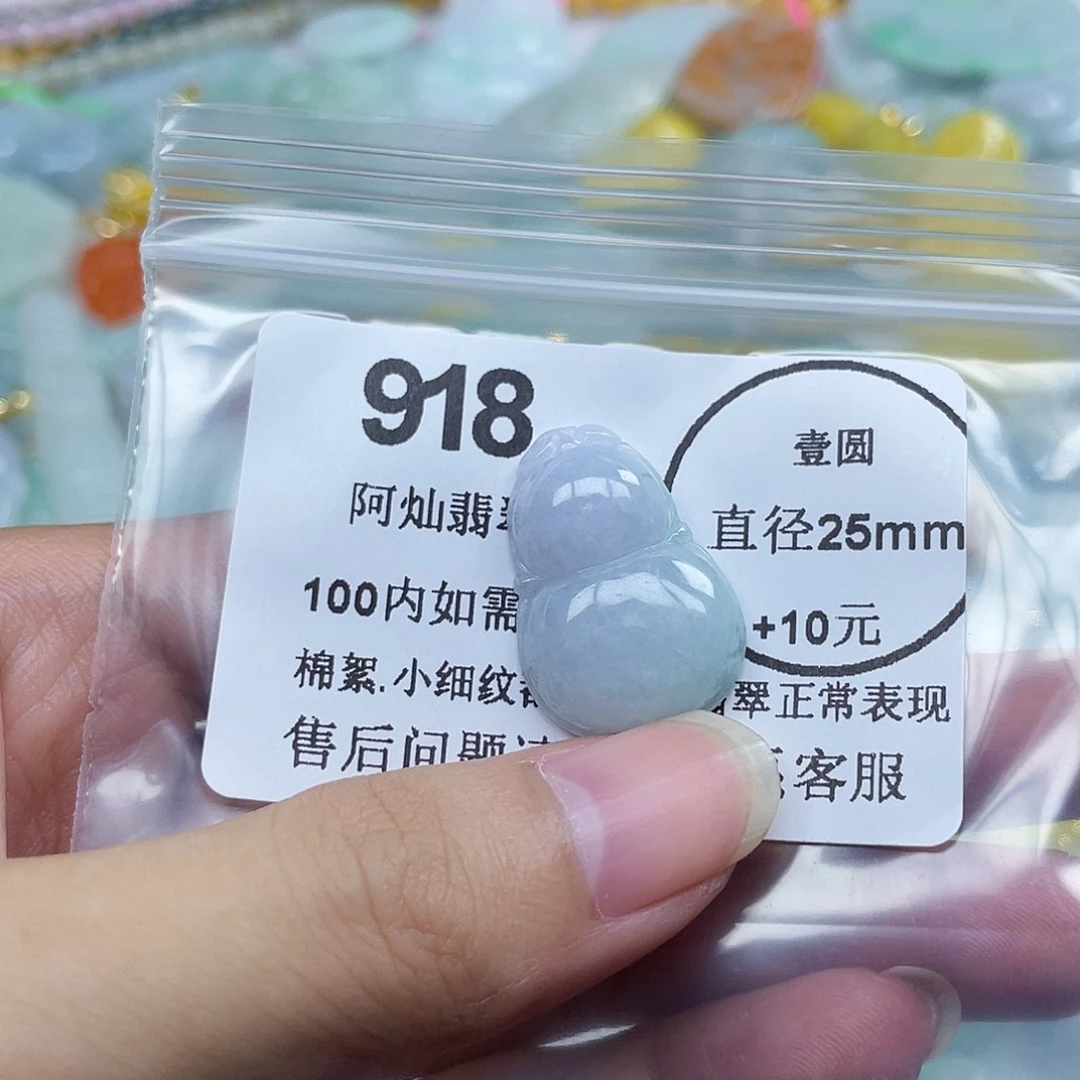 918
阿灿翡
壹圆
直径25mm
100内如需
+10元
棉絮.小细纹
翠正常表现
售后问题
客服